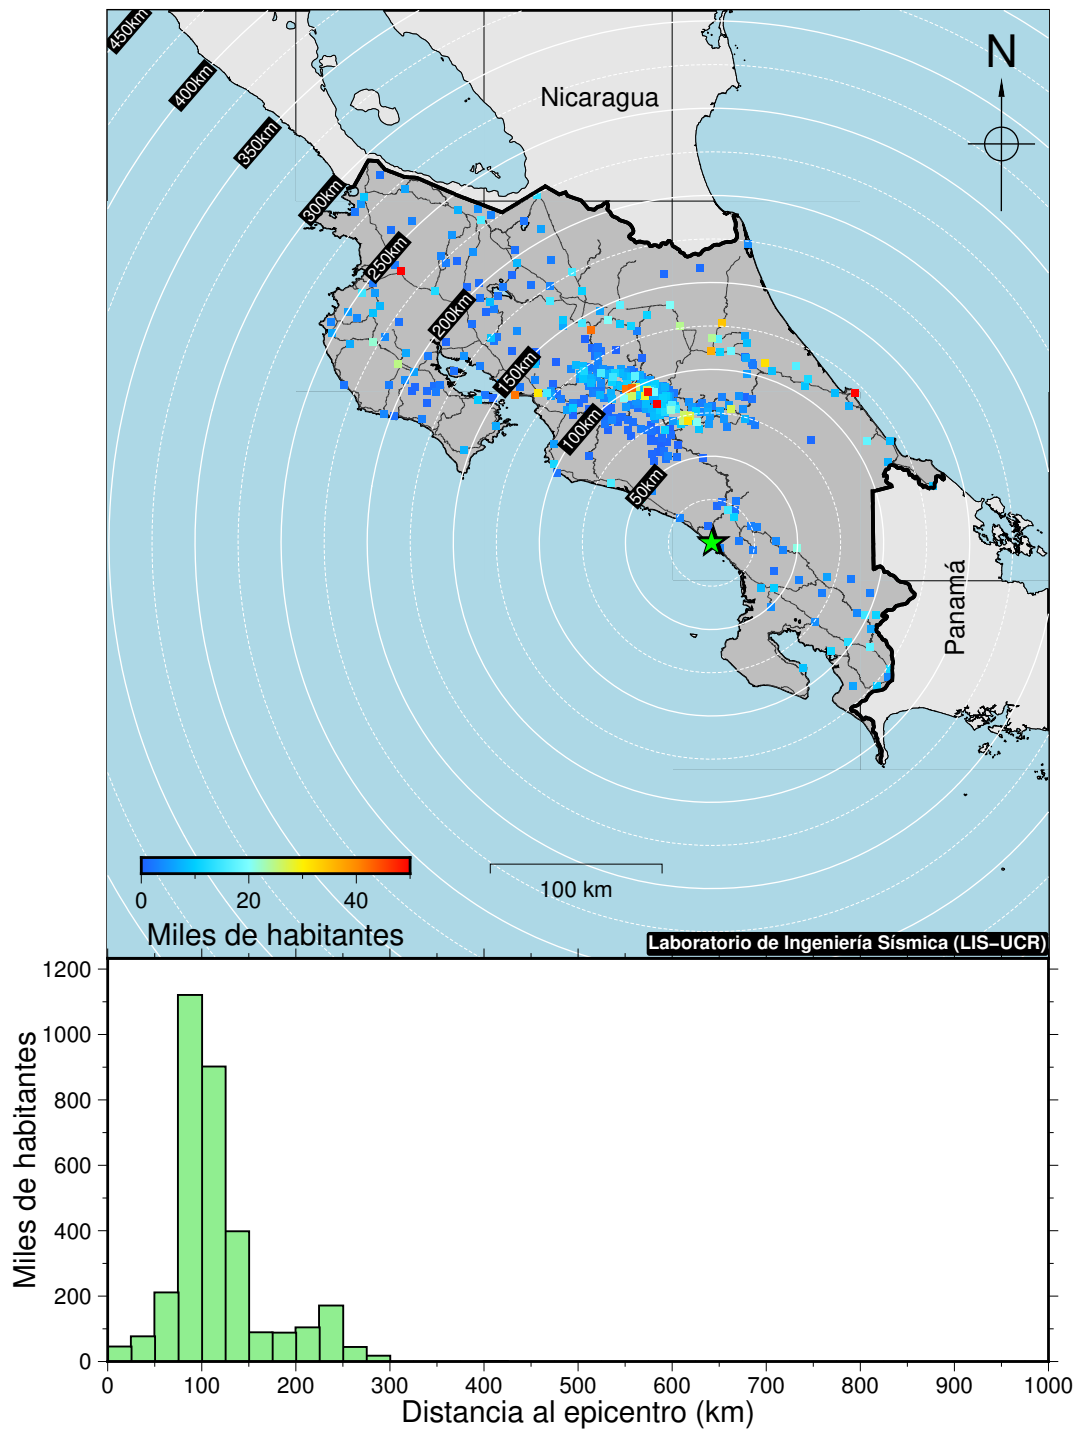 450km
400km
350km
300km
250km
200km
150km
100km
50km
Nicaragua
N
Panamá
0 20 40
Miles de habitantes
100 km
Laboratorio de Ingeniería Sísmica (LIS−UCR)
1200
1000
800
600
400
200
0
Miles de habitantes
0 100 200 300 400 500 600 700 800 900 1000
Distancia al epicentro (km)